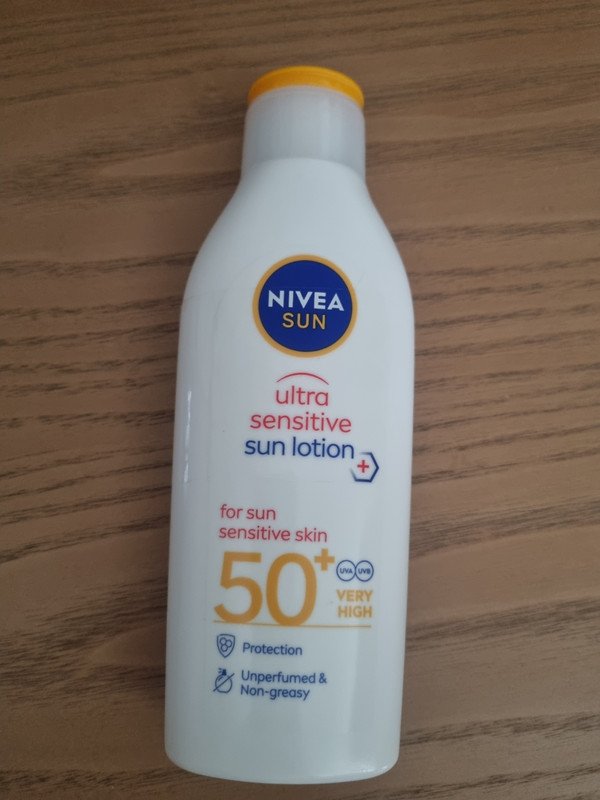 NIVEA
SUN
ultra
sensitive
sun lotion
+
for sun
sensitive skin
50+
UVA UVB
VERY
HIGH
Protection
Unperfumed &
Non-greasy